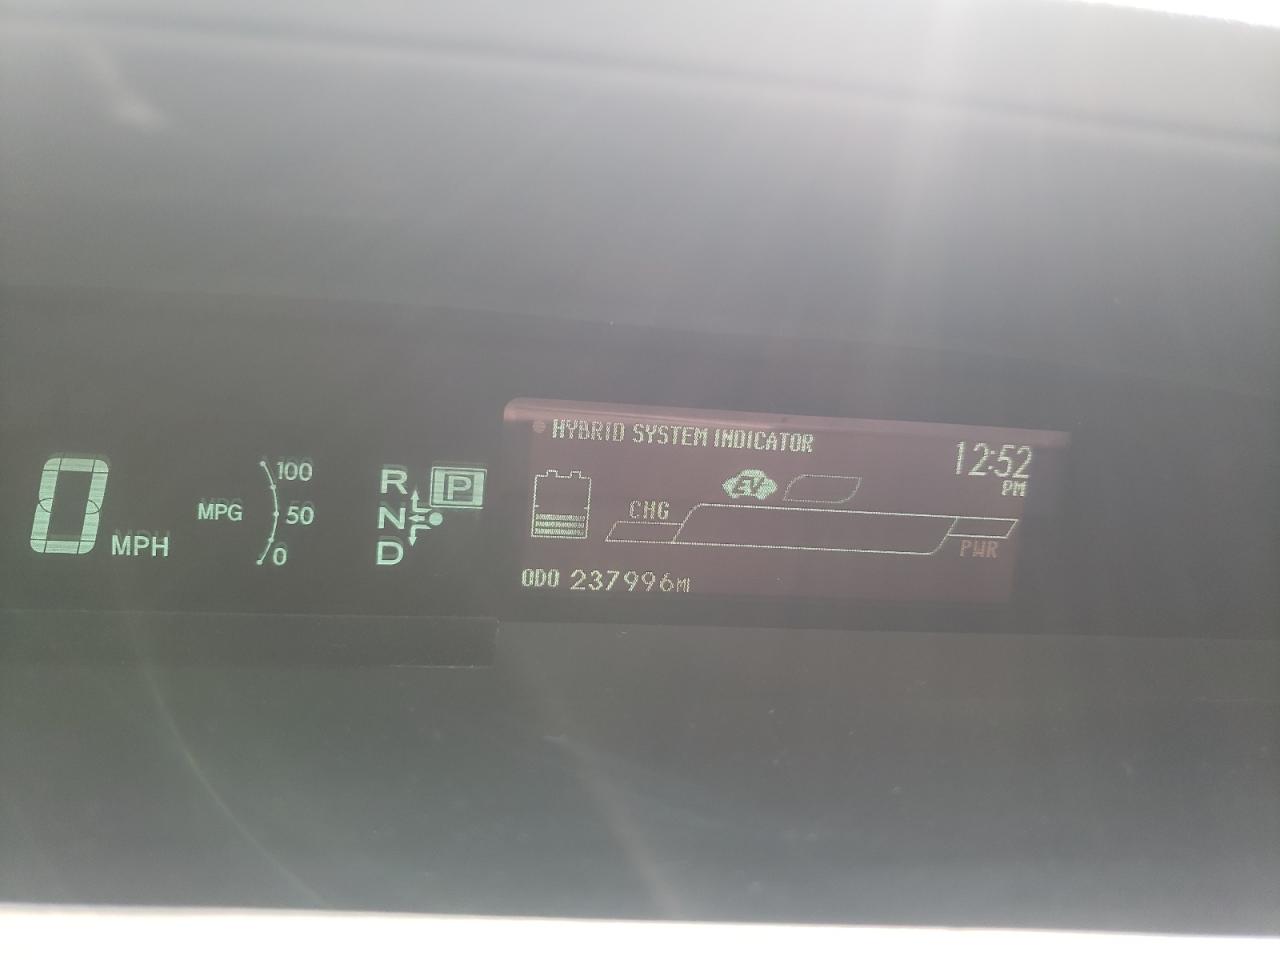 HYBRID SYSTEM INDICATOR
12:52
PM
EV
CHG
PWR
ODO 237996MI
0 MPH
MPG
100
50
0
R
P
N
D